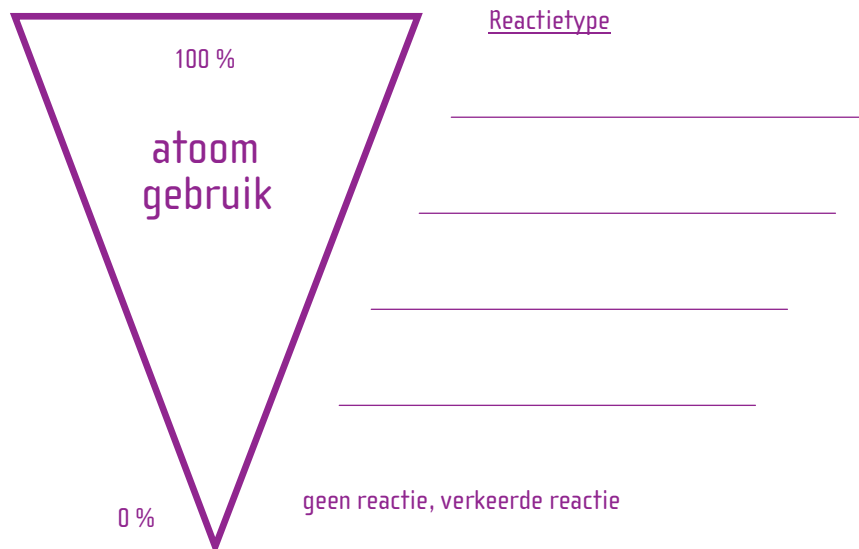 Reactietype
100 %
atoom
gebruik
0 %
geen reactie, verkeerde reactie